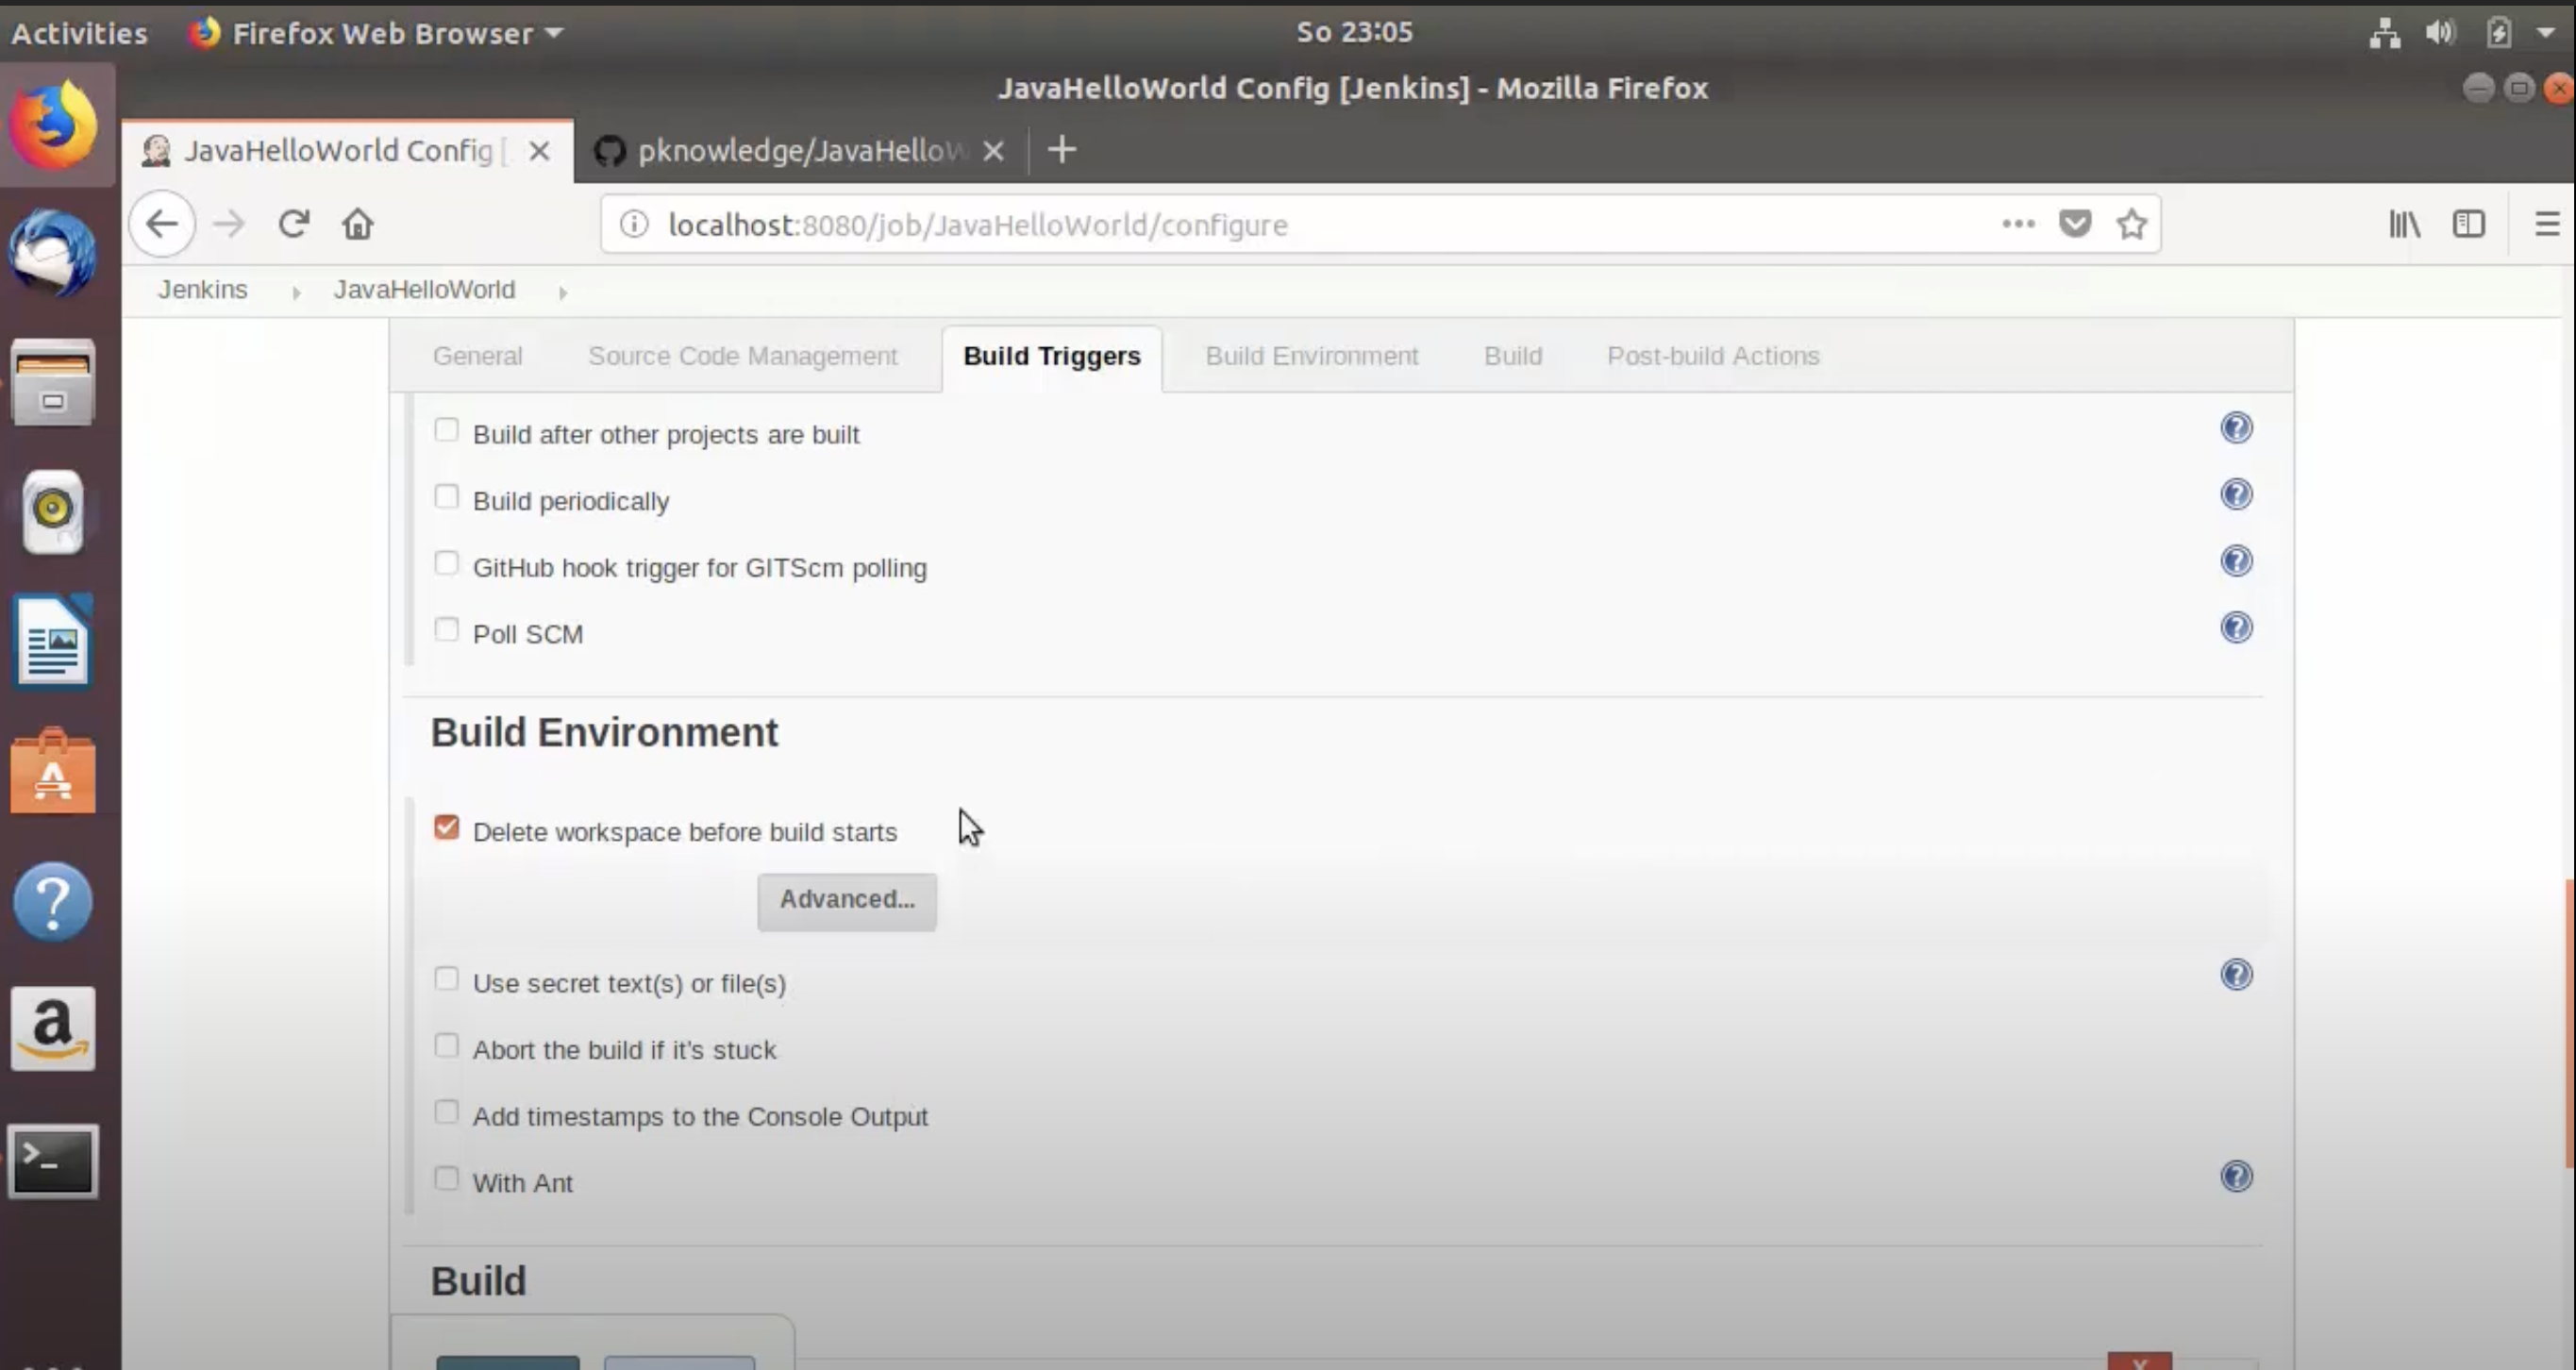 Activities Firefox Web Browser So 23:05
JavaHelloWorld Config [Jenkins] - Mozilla Firefox
JavaHelloWorld Config [ pknowledge/JavaHelloW
localhost:8080/job/JavaHelloWorld/configure
Jenkins JavaHelloWorld
General Source Code Management Build Triggers Build Environment Build Post-build Actions
Build after other projects are built
Build periodically
GitHub hook trigger for GITScm polling
Poll SCM
Build Environment
Delete workspace before build starts
Advanced...
Use secret text(s) or file(s)
Abort the build if it's stuck
Add timestamps to the Console Output
With Ant
Build
X